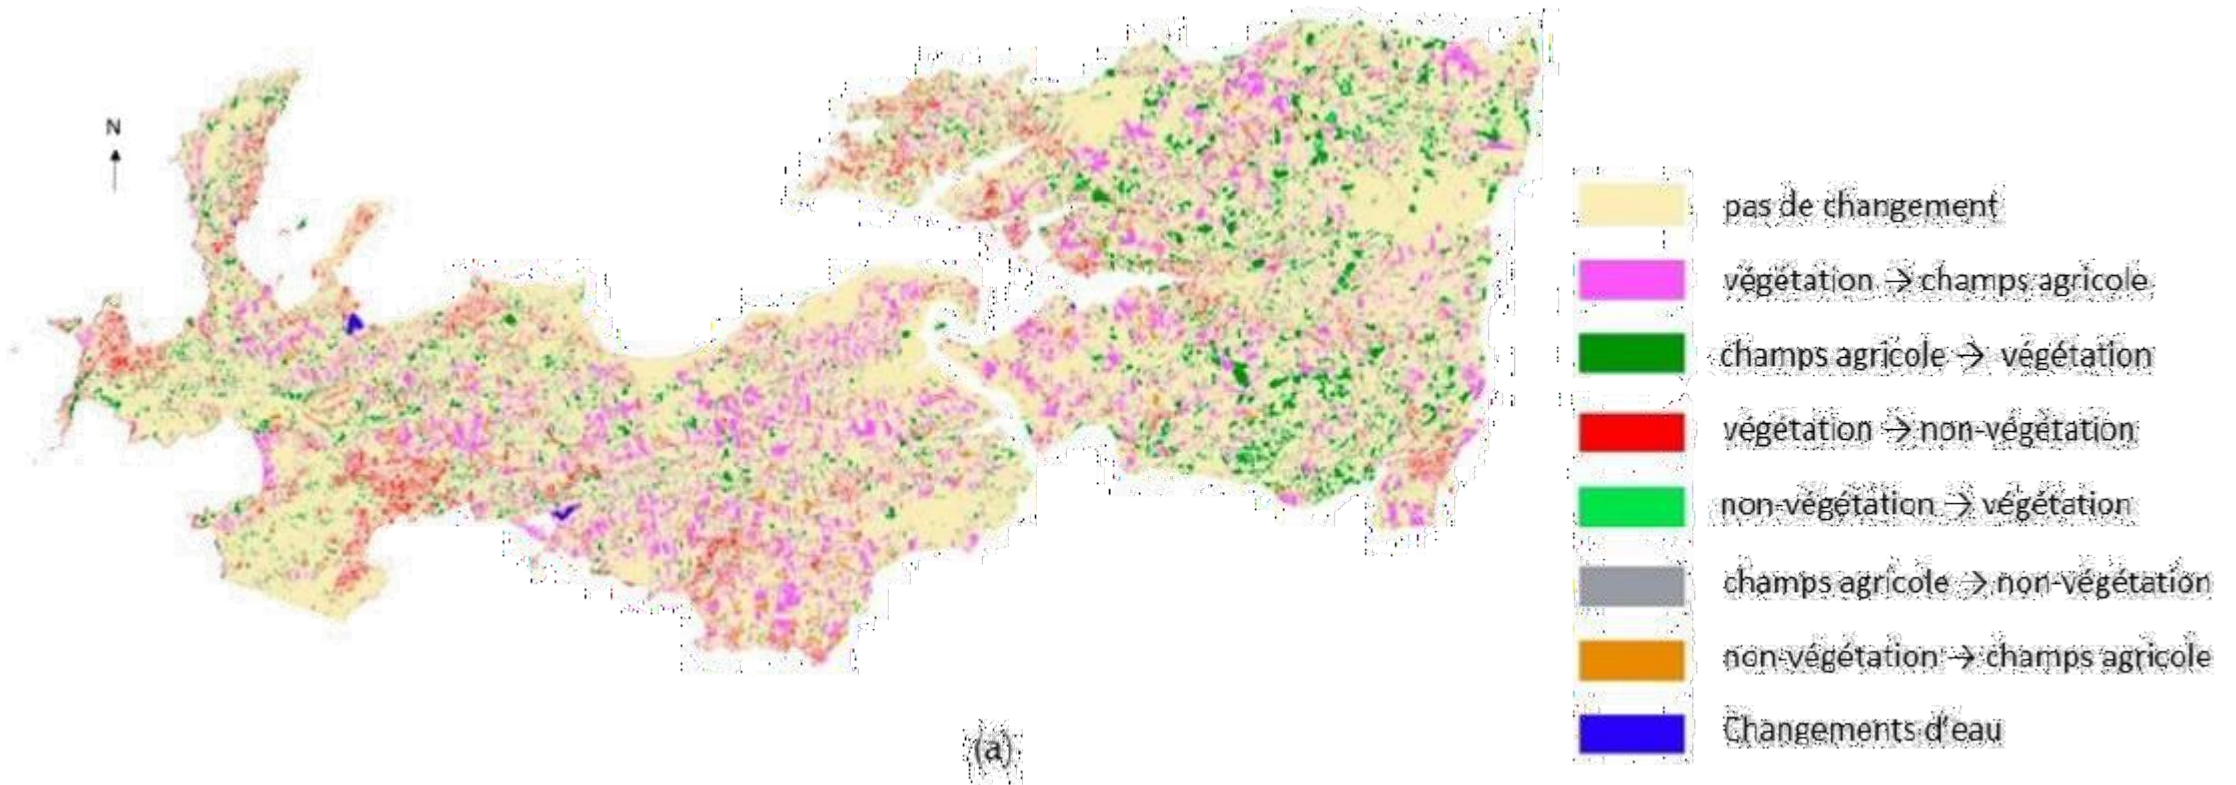 N
pas de changement
végétation → champs agricole
champs agricole → végétation
végétation → non-végétation
non-végétation → végétation
champs agricole → non-végétation
non-végétation → champs agricole
Changements d'eau
(a)